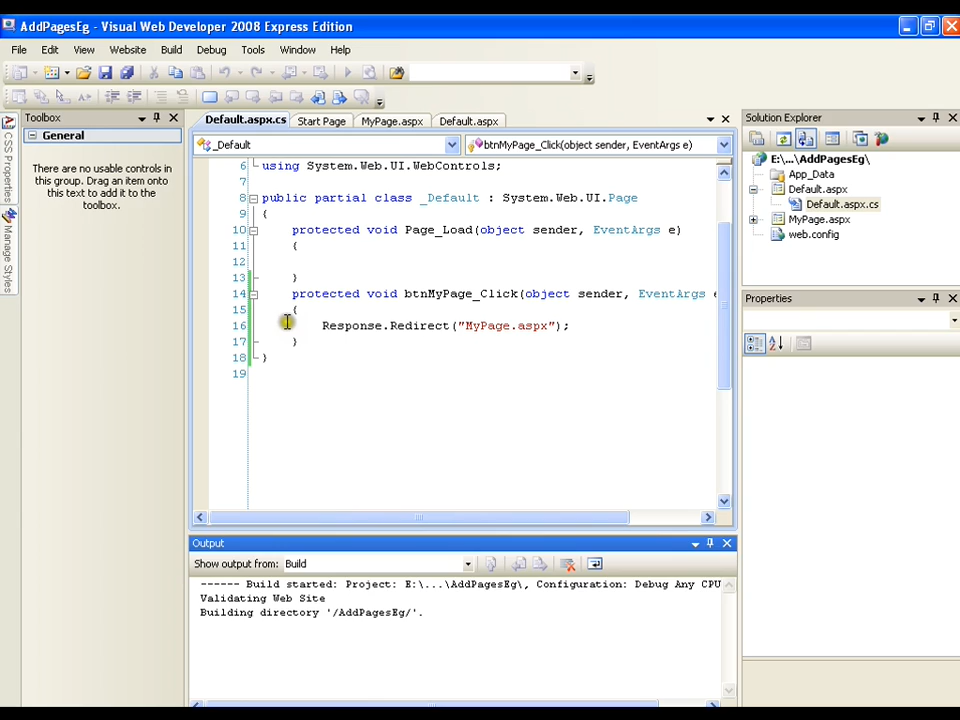 AddPagesEg - Visual Web Developer 2008 Express Edition
File Edit View Website Build Debug Tools Window Help
Toolbox
General
There are no usable controls in
this group. Drag an item onto
this text to add it to the
toolbox.
CSS Properties
Manage Styles
Default.aspx.cs Start Page MyPage.aspx Default.aspx
_Default btnMyPage_Click(object sender, EventArgs e)
6 using System.Web.UI.WebControls;
7
8 public partial class _Default : System.Web.UI.Page
9 {
10 protected void Page_Load(object sender, EventArgs e)
11 {
12
13 }
14 protected void btnMyPage_Click(object sender, EventArgs
15 {
16 Response.Redirect("MyPage.aspx");
17 }
18 }
19
Output
Show output from: Build
------ Build started: Project: E:\...\AddPagesEg\, Configuration: Debug Any CPU
Validating Web Site
Building directory '/AddPagesEg/'.
Solution Explorer
E:\...\AddPagesEg\
App_Data
Default.aspx
Default.aspx.cs
MyPage.aspx
web.config
Properties